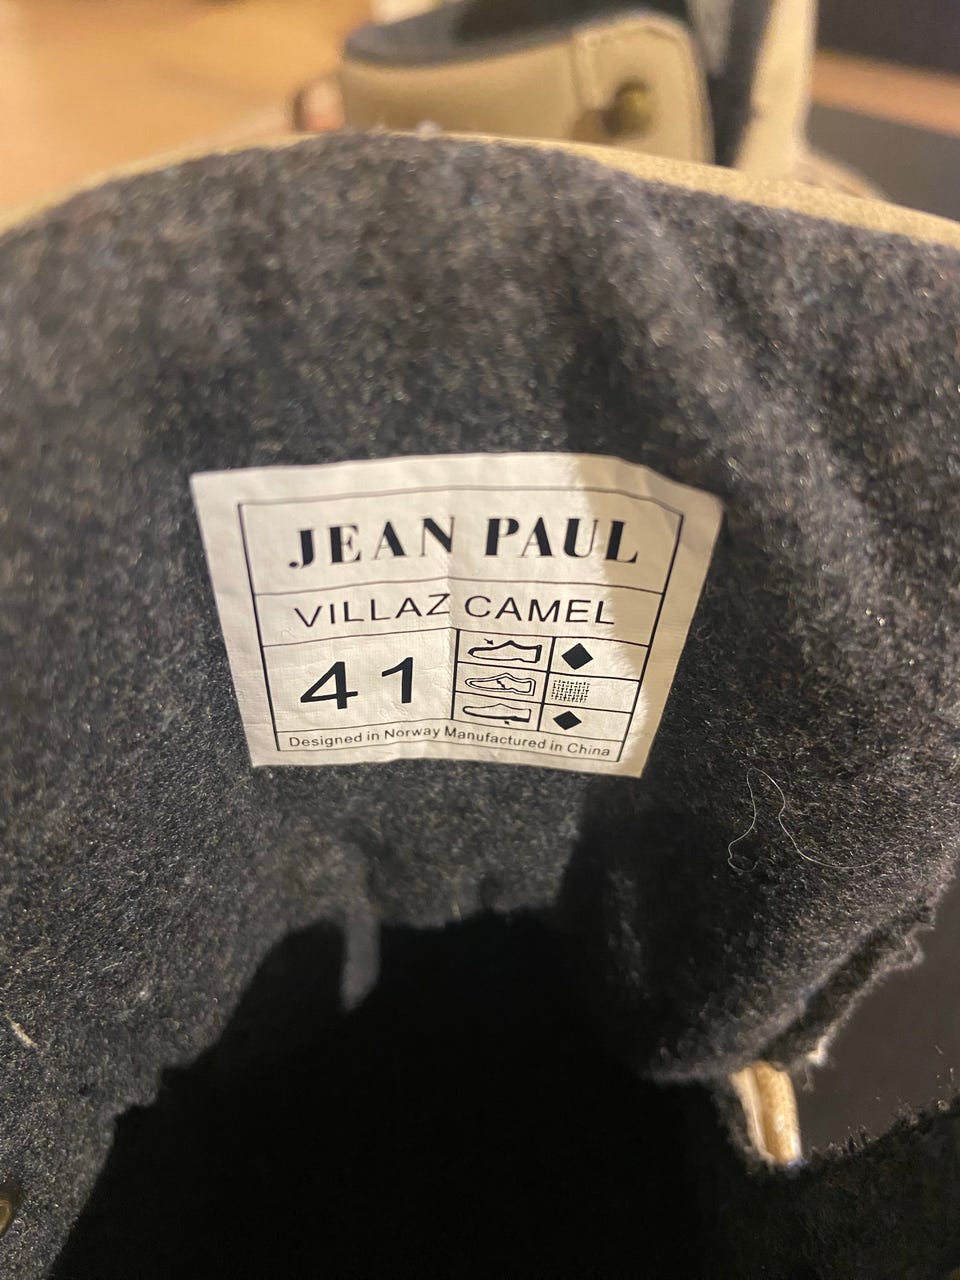 JEAN PAUL
VILLAZ CAMEL
41
Designed in Norway Manufactured in China